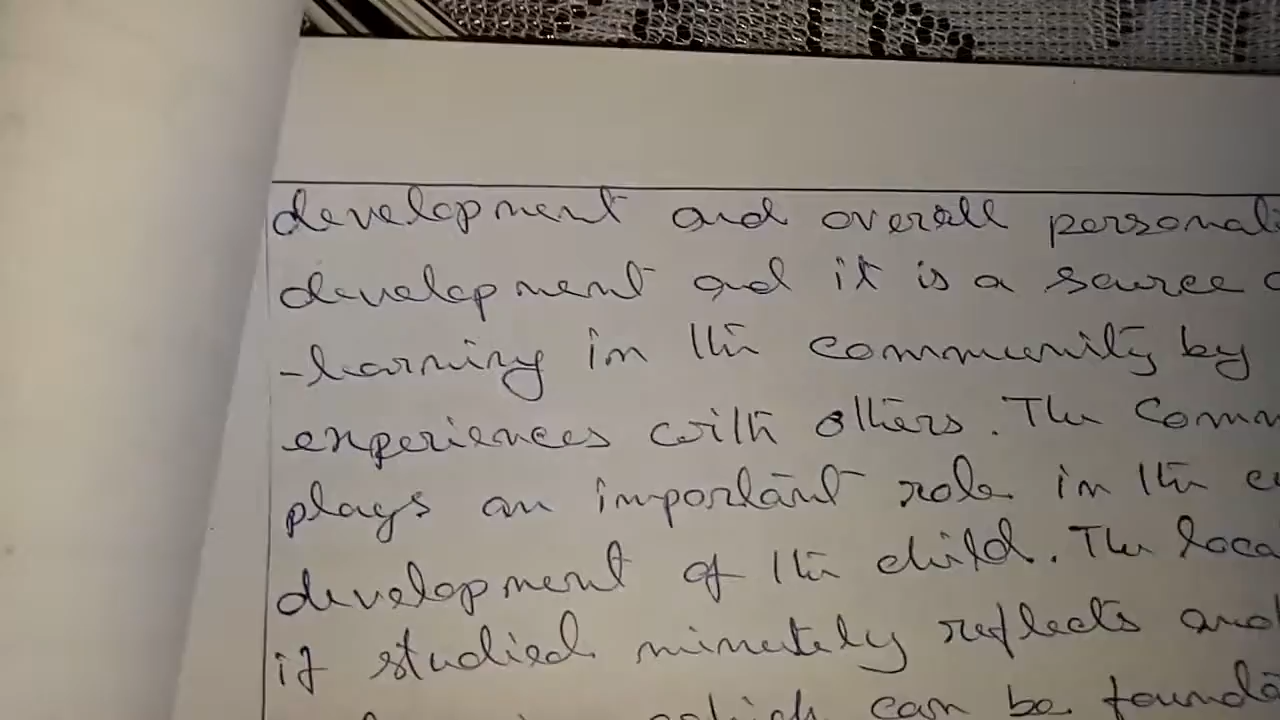 development and overall personali
development and it is a source o
-learning in the community by
experiences with others. The Comm
plays an important role in the
development of the child. The loca
if studied minutely reflects and
which can be found